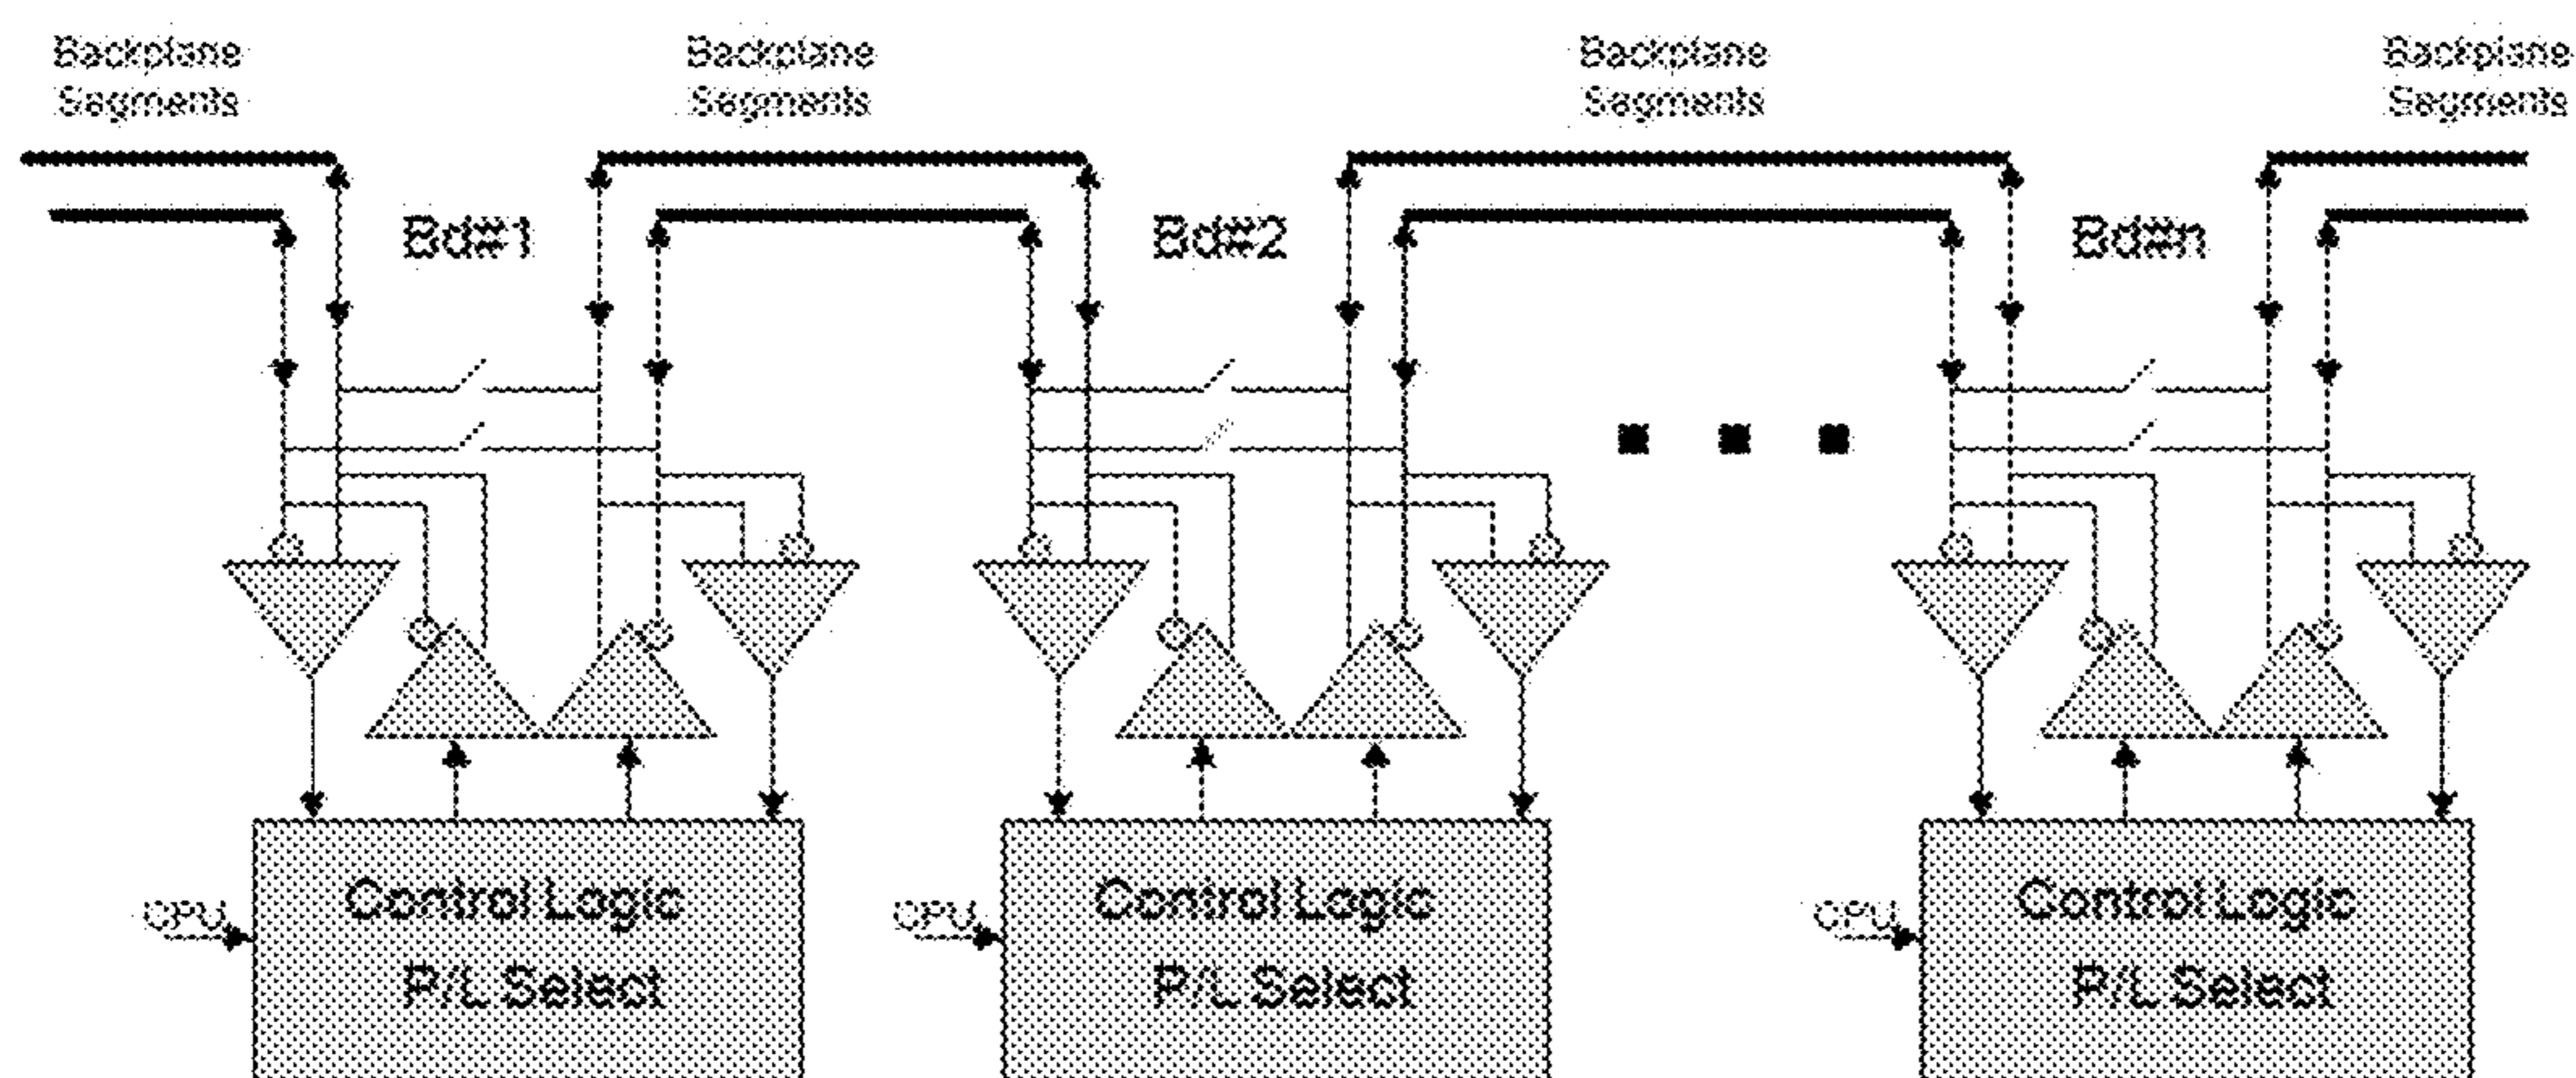 Backplane
Segments
Backplane
Segments
Backplane
Segments
Backplane
Segments
Bd#1
Bd#2
Bd#n
Control Logic
P/L Select
CPU
Control Logic
P/L Select
CPU
Control Logic
P/L Select
CPU